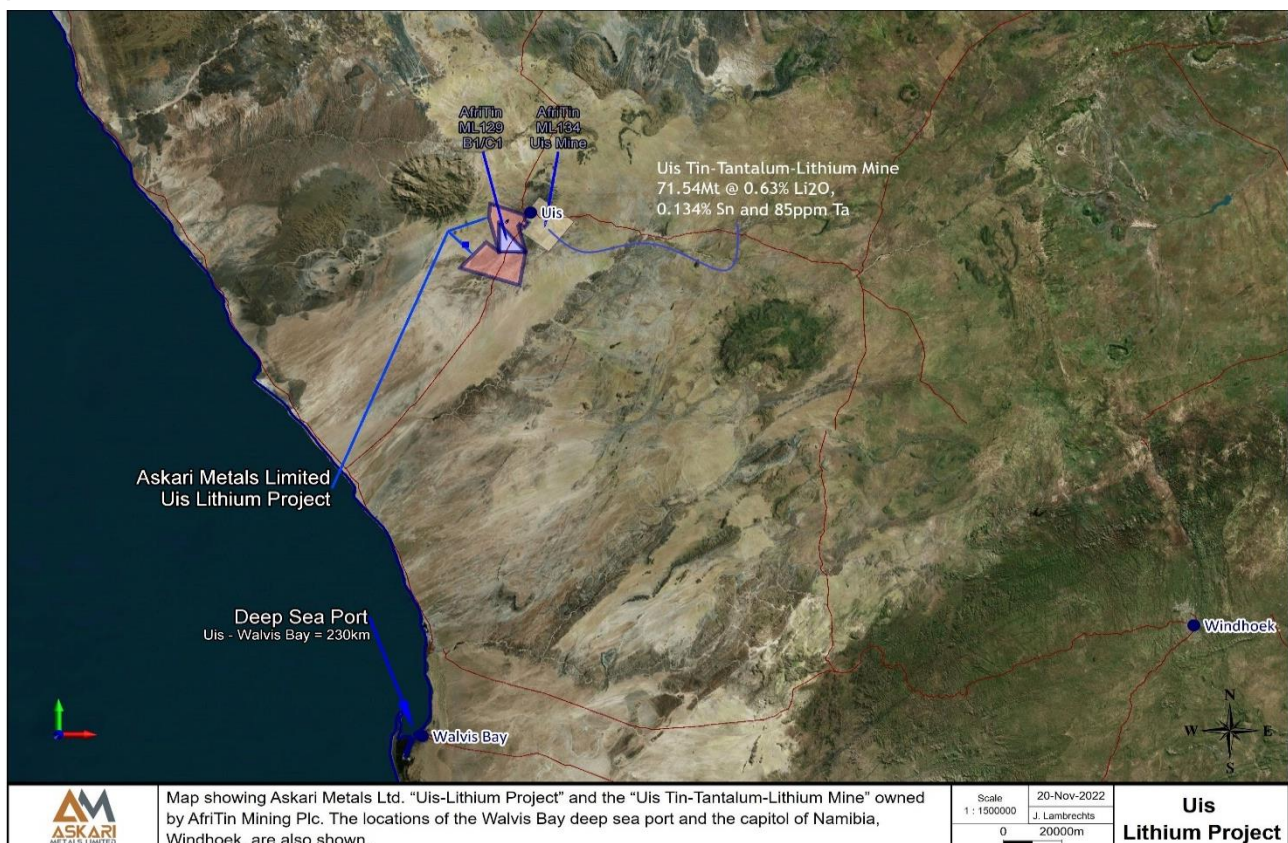 AfriTin
ML129
B1/C1
AfriTin
ML134
Uis Mine
Uis Tin-Tantalum-Lithium Mine
71.54Mt @ 0.63% Li2O,
0.134% Sn and 85ppm Ta
Uis
Askari Metals Limited
Uis Lithium Project
Deep Sea Port
Uis - Walvis Bay = 230km
Windhoek
Walvis Bay
N
W
E
S
AM
ASKARI
METALS LIMITED
Map showing Askari Metals Ltd. “Uis-Lithium Project” and the “Uis Tin-Tantalum-Lithium Mine” owned
by AfriTin Mining Plc. The locations of the Walvis Bay deep sea port and the capitol of Namibia,
Windhoek, are also shown.
Scale
1 : 1500000
20-Nov-2022
J. Lambrechts
0 20000m
Uis
Lithium Project